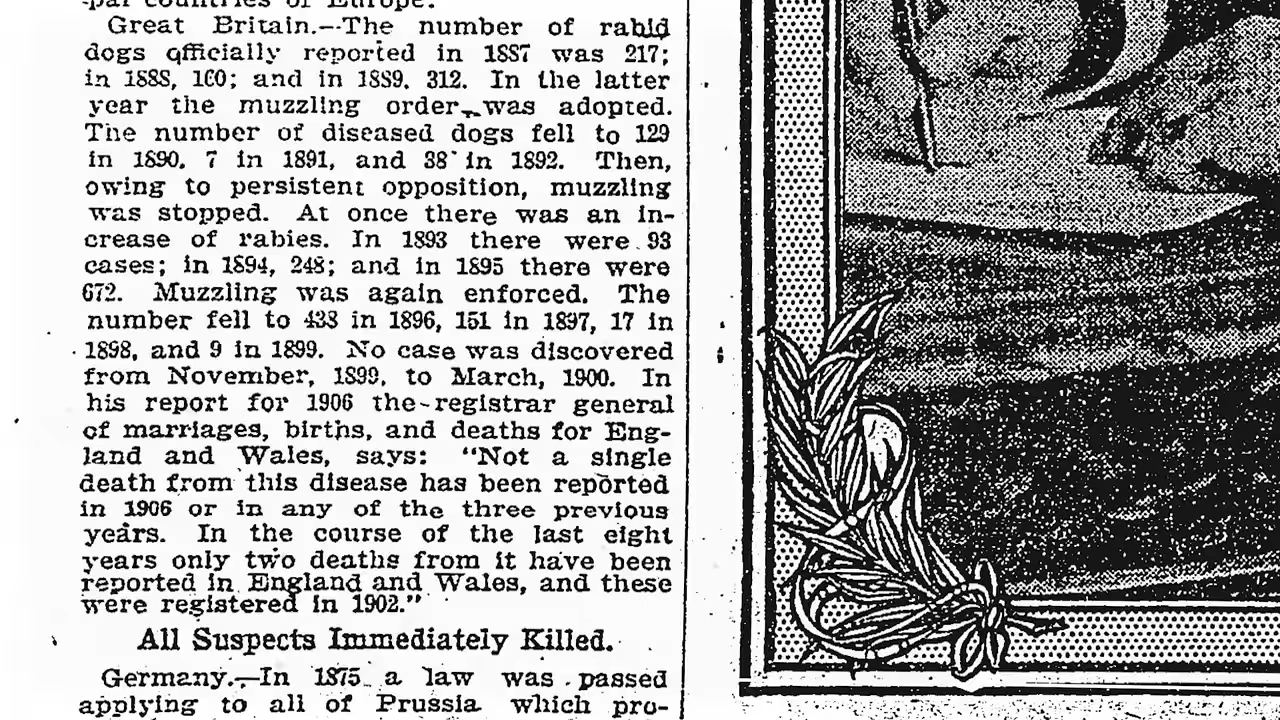 -par countries of Europe.
Great Britain.--The number of rabid
dogs officially reported in 1887 was 217;
in 1888, 160; and in 1889, 312. In the latter
year the muzzling order was adopted.
The number of diseased dogs fell to 129
in 1890, 7 in 1891, and 38 in 1892. Then,
owing to persistent opposition, muzzling
was stopped. At once there was an in-
crease of rabies. In 1893 there were 93
cases; in 1894, 248; and in 1895 there were
672. Muzzling was again enforced. The
number fell to 433 in 1896, 151 in 1897, 17 in
1898, and 9 in 1899. No case was discovered
from November, 1899, to March, 1900. In
his report for 1906 the registrar general
of marriages, births, and deaths for Eng-
land and Wales, says: "Not a single
death from this disease has been reported
in 1906 or in any of the three previous
years. In the course of the last eight
years only two deaths from it have been
reported in England and Wales, and these
were registered in 1902."
All Suspects Immediately Killed.
Germany.—In 1875 a law was passed
applying to all of Prussia which pro-